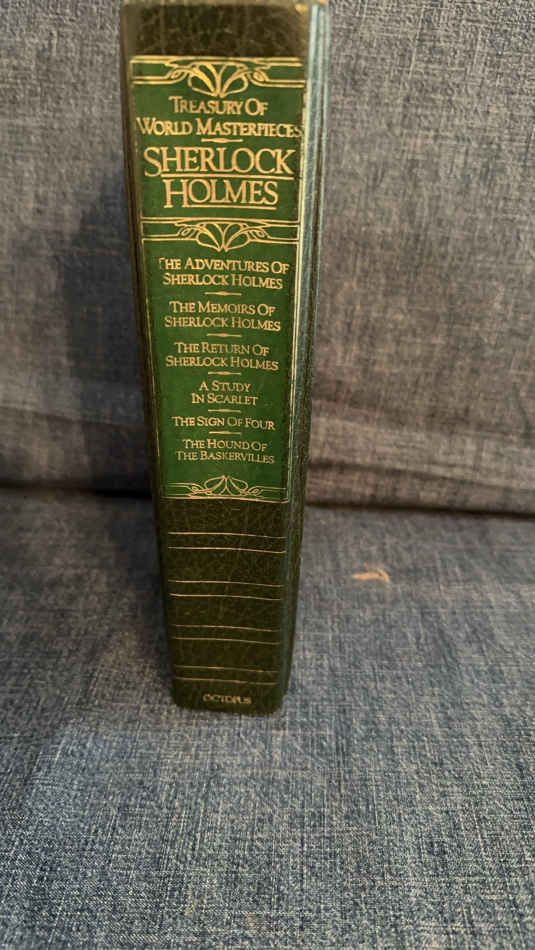 TREASURY OF
WORLD MASTERPIECES
SHERLOCK
HOLMES
THE ADVENTURES OF
SHERLOCK HOLMES
THE MEMOIRS OF
SHERLOCK HOLMES
THE RETURN OF
SHERLOCK HOLMES
A STUDY
IN SCARLET
THE SIGN OF FOUR
THE HOUND OF
THE BASKERVILLES
OCTOPUS